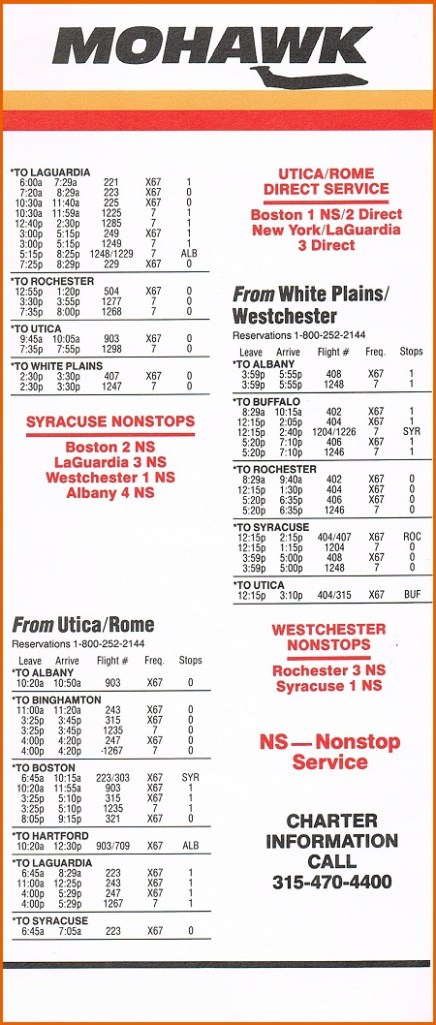 MOHAWK
*TO LAGUARDIA
6:00a 7:29a 221 X67 1
7:20a 8:29a 223 X67 0
10:30a 11:40a 225 X67 0
10:30a 11:59a 1225 7 1
12:40p 2:30p 1285 7 1
3:00p 5:15p 249 X67 1
3:00p 5:15p 1249 7 1
5:15p 8:25p 1248/1229 7 ALB
7:25p 8:29p 229 X67 0
*TO ROCHESTER
12:55p 1:20p 504 X67 0
3:30p 3:55p 1277 7 0
7:35p 8:00p 1268 7 0
*TO UTICA
9:45a 10:05a 903 X67 0
7:35p 7:55p 1298 7 0
*TO WHITE PLAINS
2:30p 3:30p 407 X67 0
2:30p 3:30p 1247 7 0
SYRACUSE NONSTOPS
Boston 2 NS
LaGuardia 3 NS
Westchester 1 NS
Albany 4 NS
From Utica/Rome
Reservations 1-800-252-2144
Leave Arrive Flight # Freq. Stops
*TO ALBANY
10:20a 10:50a 903 X67 0
*TO BINGHAMTON
11:00a 11:20a 243 X67 0
3:25p 3:45p 315 X67 0
3:25p 3:45p 1235 7 0
4:00p 4:20p 247 X67 0
4:00p 4:20p -1267 7 0
*TO BOSTON
6:45a 10:15a 223/303 X67 SYR
10:20a 11:55a 903 X67 1
3:25p 5:10p 315 X67 1
3:25p 5:10p 1235 7 1
8:05p 9:15p 321 X67 0
*TO HARTFORD
10:20a 12:30p 903/709 X67 ALB
*TO LAGUARDIA
6:45a 8:29a 223 X67 1
11:00a 12:25p 243 X67 1
4:00p 5:29p 247 X67 1
4:00p 5:29p 1267 7 1
*TO SYRACUSE
6:45a 7:05a 223 X67 0
UTICA/ROME
DIRECT SERVICE
Boston 1 NS/2 Direct
New York/LaGuardia
3 Direct
From White Plains/
Westchester
Reservations 1-800-252-2144
Leave Arrive Flight # Freq. Stops
*TO ALBANY
3:59p 5:55p 408 X67 1
3:59p 5:55p 1248 7 1
*TO BUFFALO
8:29a 10:15a 402 X67 1
12:15p 2:05p 404 X67 1
12:15p 2:40p 1204/1226 7 SYR
5:20p 7:10p 406 X67 1
5:20p 7:10p 1246 7 1
*TO ROCHESTER
8:29a 9:40a 402 X67 0
12:15p 1:30p 404 X67 0
5:20p 6:35p 406 X67 0
5:20p 6:35p 1246 7 0
*TO SYRACUSE
12:15p 2:15p 404/407 X67 ROC
12:15p 1:15p 1204 7 0
3:59p 5:00p 408 X67 0
3:59p 5:00p 1248 7 0
*TO UTICA
12:15p 3:10p 404/315 X67 BUF
WESTCHESTER
NONSTOPS
Rochester 3 NS
Syracuse 1 NS
NS — Nonstop
Service
CHARTER
INFORMATION
CALL
315-470-4400